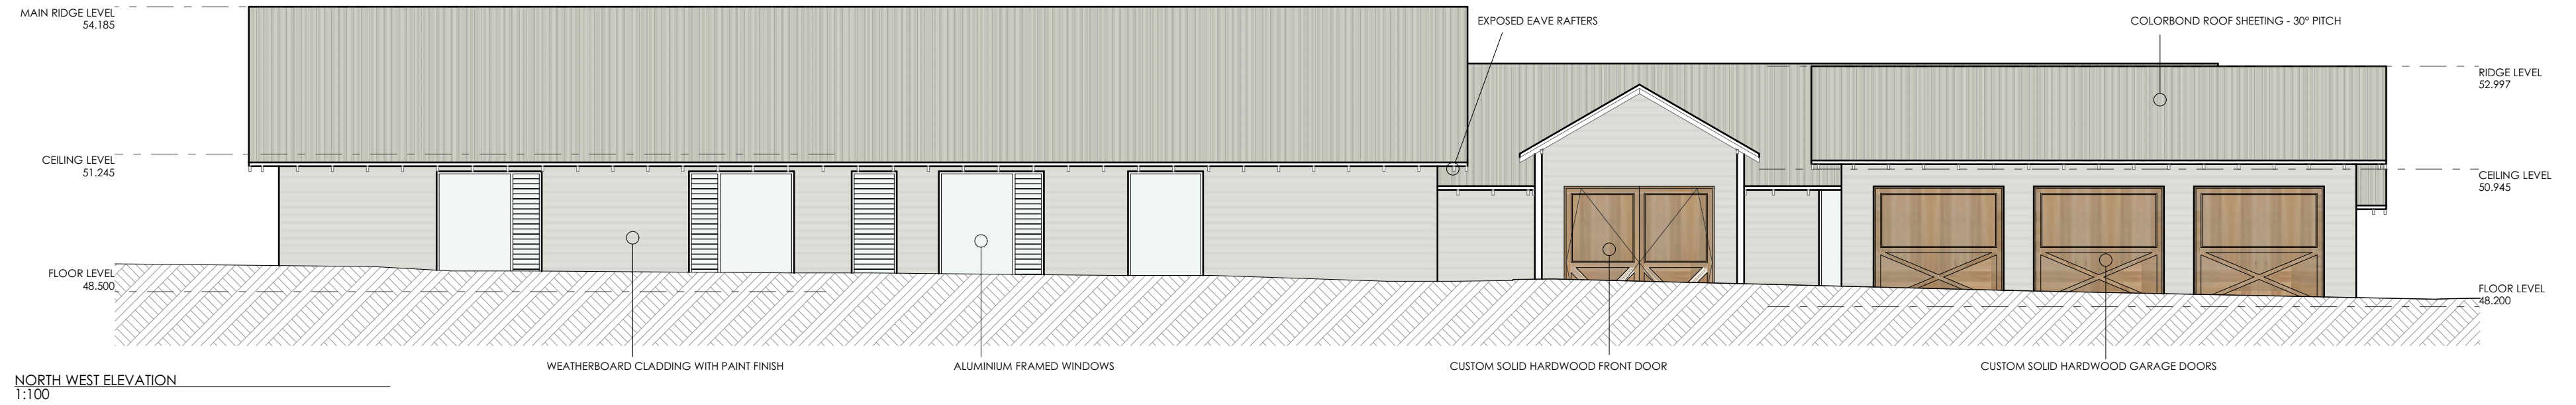 MAIN RIDGE LEVEL
54.185
EXPOSED EAVE RAFTERS
COLORBOND ROOF SHEETING - 30° PITCH
RIDGE LEVEL
52.997
CEILING LEVEL
51.245
CEILING LEVEL
50.945
FLOOR LEVEL
48.500
FLOOR LEVEL
48.200
WEATHERBOARD CLADDING WITH PAINT FINISH
ALUMINIUM FRAMED WINDOWS
CUSTOM SOLID HARDWOOD FRONT DOOR
CUSTOM SOLID HARDWOOD GARAGE DOORS
NORTH WEST ELEVATION
1:100